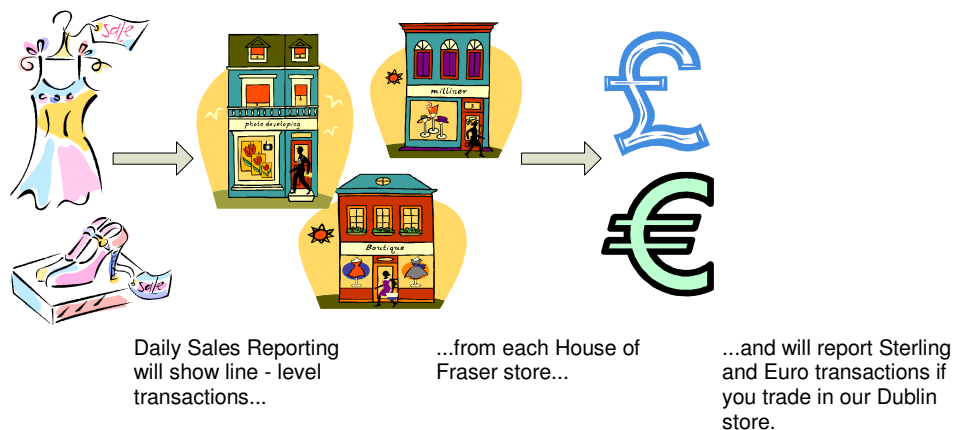 sale
photo developing
milliner
Boutique
sale
£
€
Daily Sales Reporting
will show line - level
transactions...
...from each House of
Fraser store...
...and will report Sterling
and Euro transactions if
you trade in our Dublin
store.